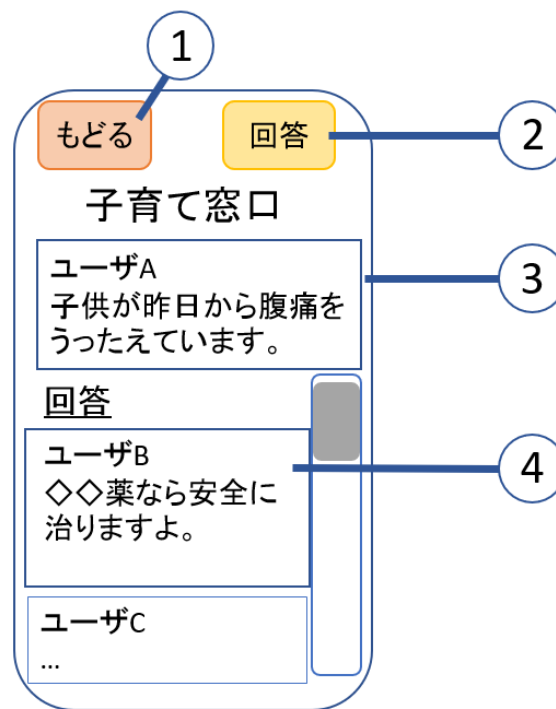 1
もどる
回答
2
子育て窓口
ユーザA
子供が昨日から腹痛を
うったえています。
3
回答
ユーザB
◇◇薬なら安全に
治りますよ。
4
ユーザC
...